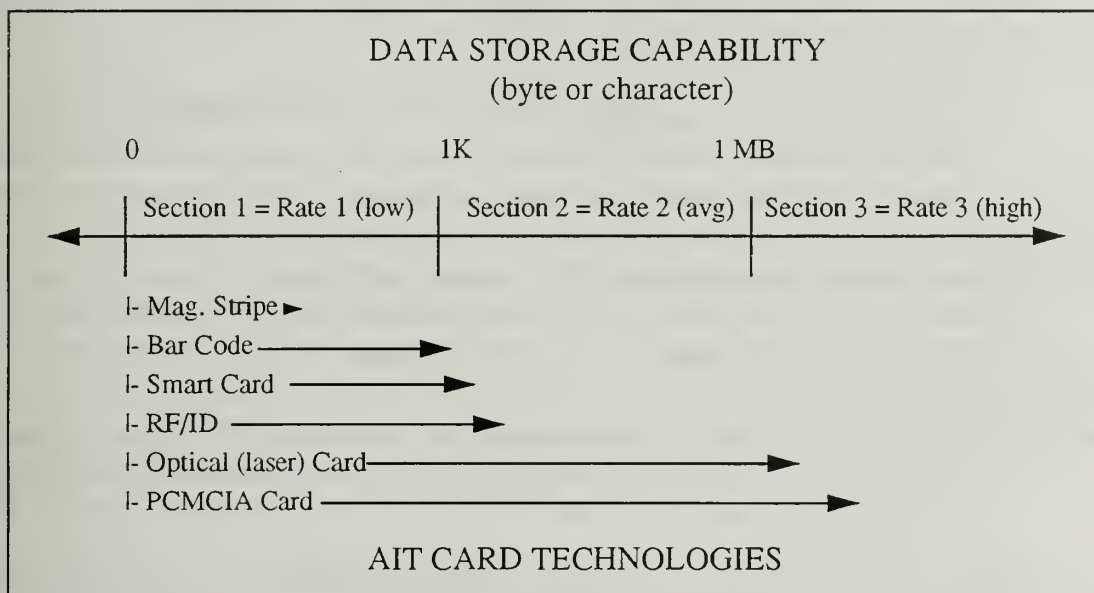 DATA STORAGE CAPABILITY
(byte or character)
0 1K 1 MB
Section 1 = Rate 1 (low) Section 2 = Rate 2 (avg) Section 3 = Rate 3 (high)
|- Mag. Stripe
|- Bar Code
|- Smart Card
|- RF/ID
|- Optical (laser) Card
|- PCMCIA Card
AIT CARD TECHNOLOGIES